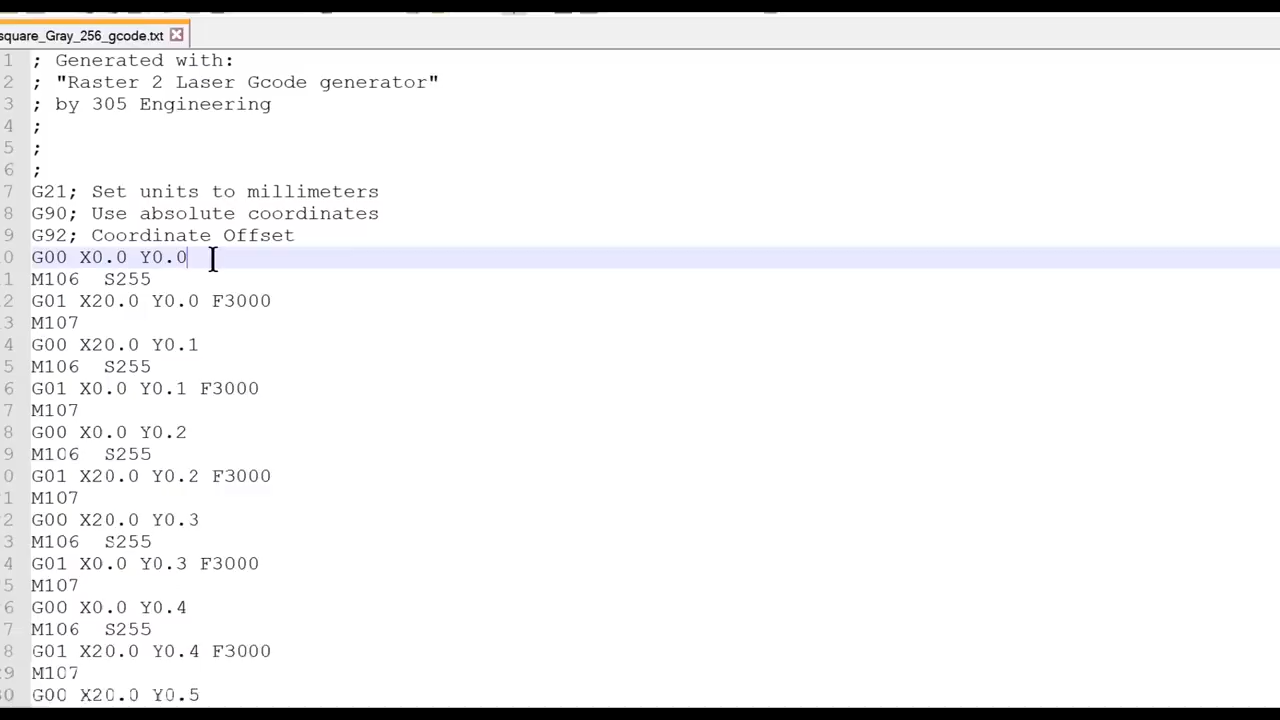 square_Gray_256_gcode.txt
1 ; Generated with:
2 ; "Raster 2 Laser Gcode generator"
3 ; by 305 Engineering
4 ;
5 ;
6 ;
7 G21; Set units to millimeters
8 G90; Use absolute coordinates
9 G92; Coordinate Offset
0 G00 X0.0 Y0.0
1 M106  S255
2 G01 X20.0 Y0.0 F3000
3 M107
4 G00 X20.0 Y0.1
5 M106  S255
6 G01 X0.0 Y0.1 F3000
7 M107
8 G00 X0.0 Y0.2
9 M106  S255
0 G01 X20.0 Y0.2 F3000
1 M107
2 G00 X20.0 Y0.3
3 M106  S255
4 G01 X0.0 Y0.3 F3000
5 M107
6 G00 X0.0 Y0.4
7 M106  S255
8 G01 X20.0 Y0.4 F3000
29 M107
30 G00 X20.0 Y0.5